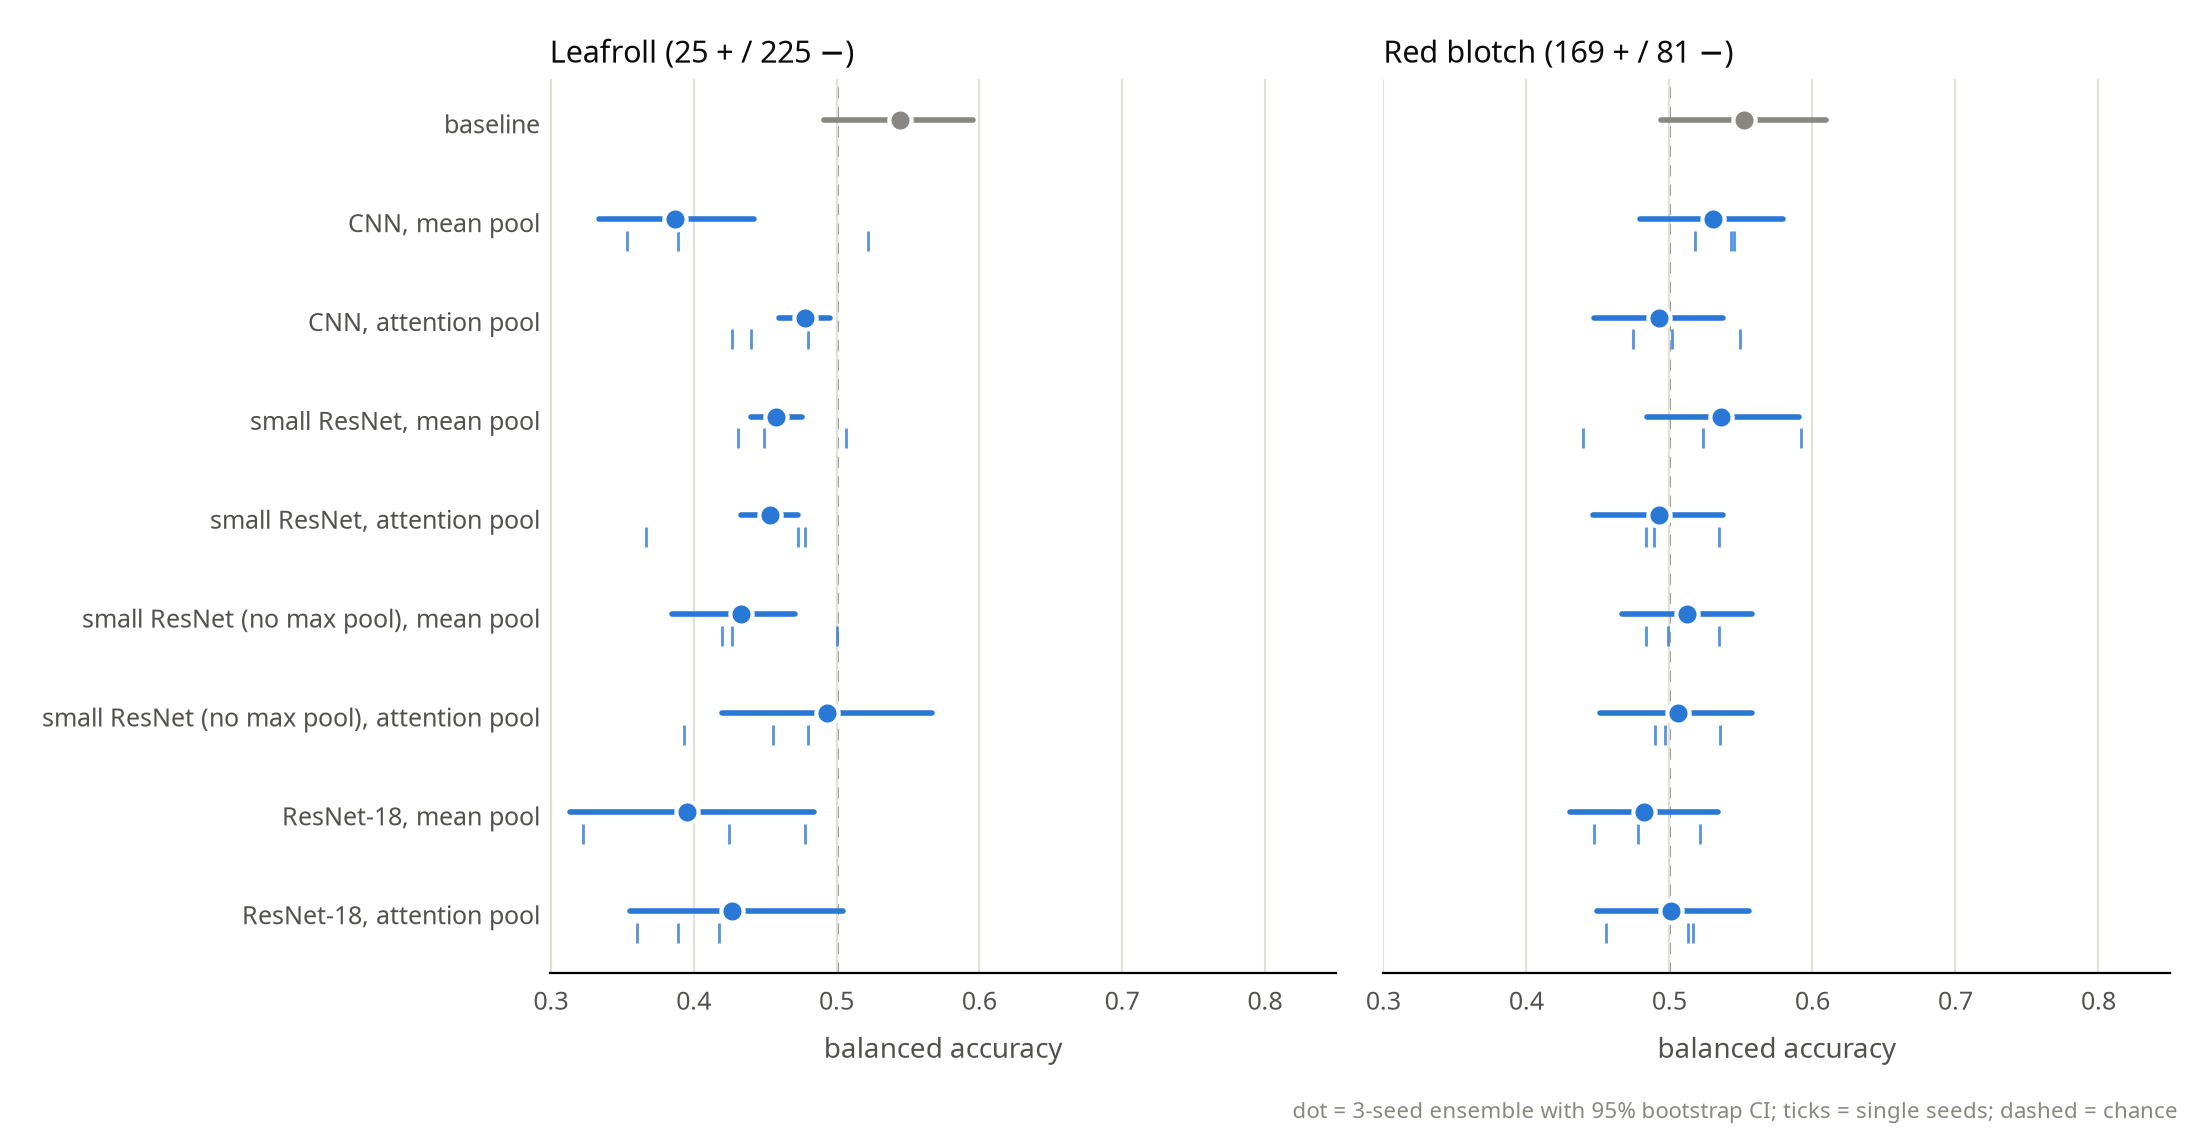 Leafroll (25 + / 225 −)
Red blotch (169 + / 81 −)
baseline
CNN, mean pool
CNN, attention pool
small ResNet, mean pool
small ResNet, attention pool
small ResNet (no max pool), mean pool
small ResNet (no max pool), attention pool
ResNet-18, mean pool
ResNet-18, attention pool
0.3 0.4 0.5 0.6 0.7 0.8
0.3 0.4 0.5 0.6 0.7 0.8
balanced accuracy
balanced accuracy
dot = 3-seed ensemble with 95% bootstrap CI; ticks = single seeds; dashed = chance